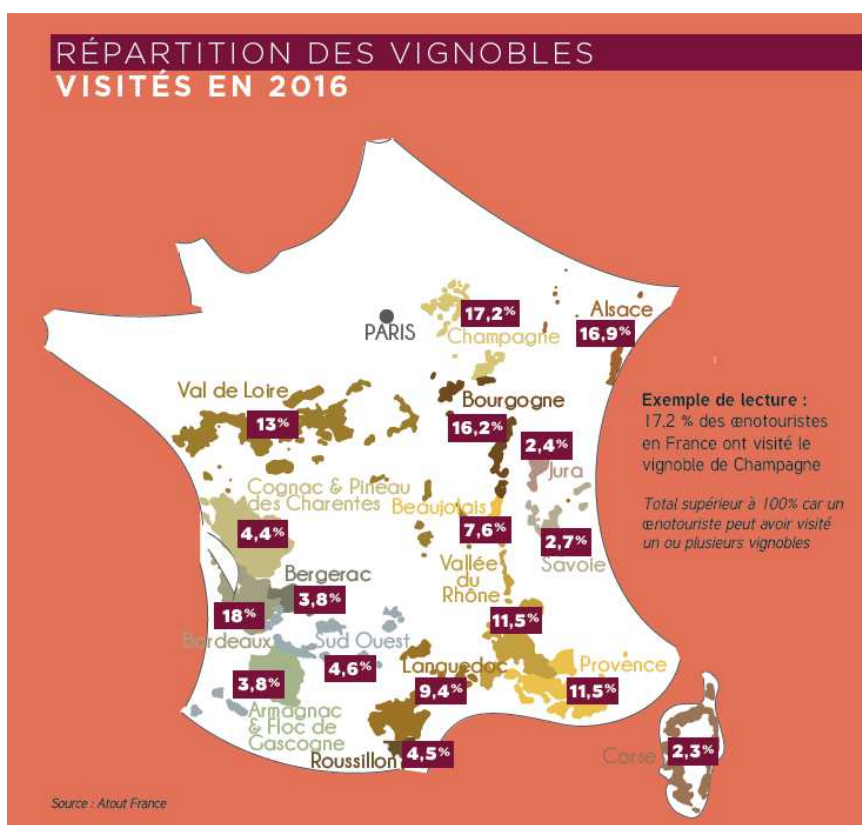 RÉPARTITION DES VIGNOBLES
VISITÉS EN 2016
17,2%
Champagne
PARIS
Alsace
16,9%
Val de Loire
13%
Bourgogne
16,2%
2,4%
Jura
Exemple de lecture :
17.2 % des œnotouristes
en France ont visité le
vignoble de Champagne
Total supérieur à 100% car un
œnotouriste peut avoir visité
un ou plusieurs vignobles
Cognac & Pineau
des Charentes
4,4%
Beaujolais
7,6%
2,7%
Savoie
Vallée
du
Rhône
11,5%
Bergerac
3,8%
18%
Bordeaux
Sud Ouest
4,6%
Languedoc
9,4%
Provence
11,5%
3,8%
Armagnac
& Floc de
Gascogne
Roussillon
4,5%
Corse
2,3%
Source : Atout France